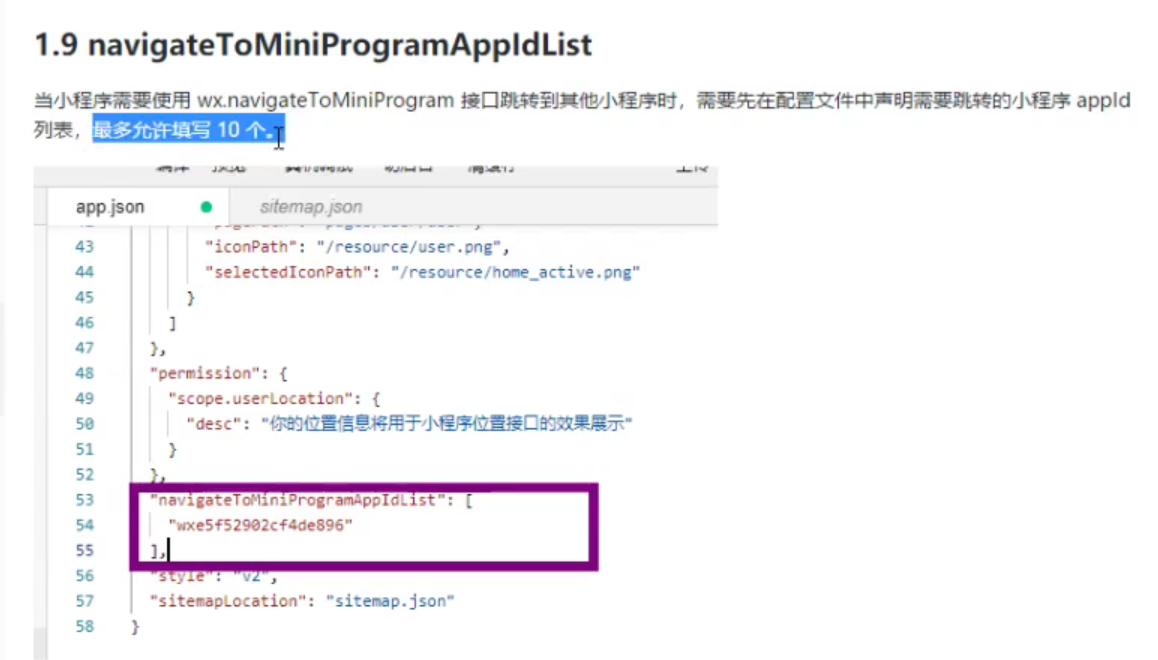 1.9 navigateToMiniProgramAppIdList
当小程序需要使用 wx.navigateToMiniProgram 接口跳转到其他小程序时，需要先在配置文件中声明需要跳转的小程序 appId
列表，最多允许填写 10 个。
app.json sitemap.json
43 "iconPath": "/resource/user.png",
44 "selectedIconPath": "/resource/home_active.png"
45 }
46 ]
47 },
48 "permission": {
49 "scope.userLocation": {
50 "desc": "你的位置信息将用于小程序位置接口的效果展示"
51 }
52 },
53 "navigateToMiniProgramAppIdList": [
54 "wxe5f52902cf4de896"
55 ],
56 "style": "v2",
57 "sitemapLocation": "sitemap.json"
58 }